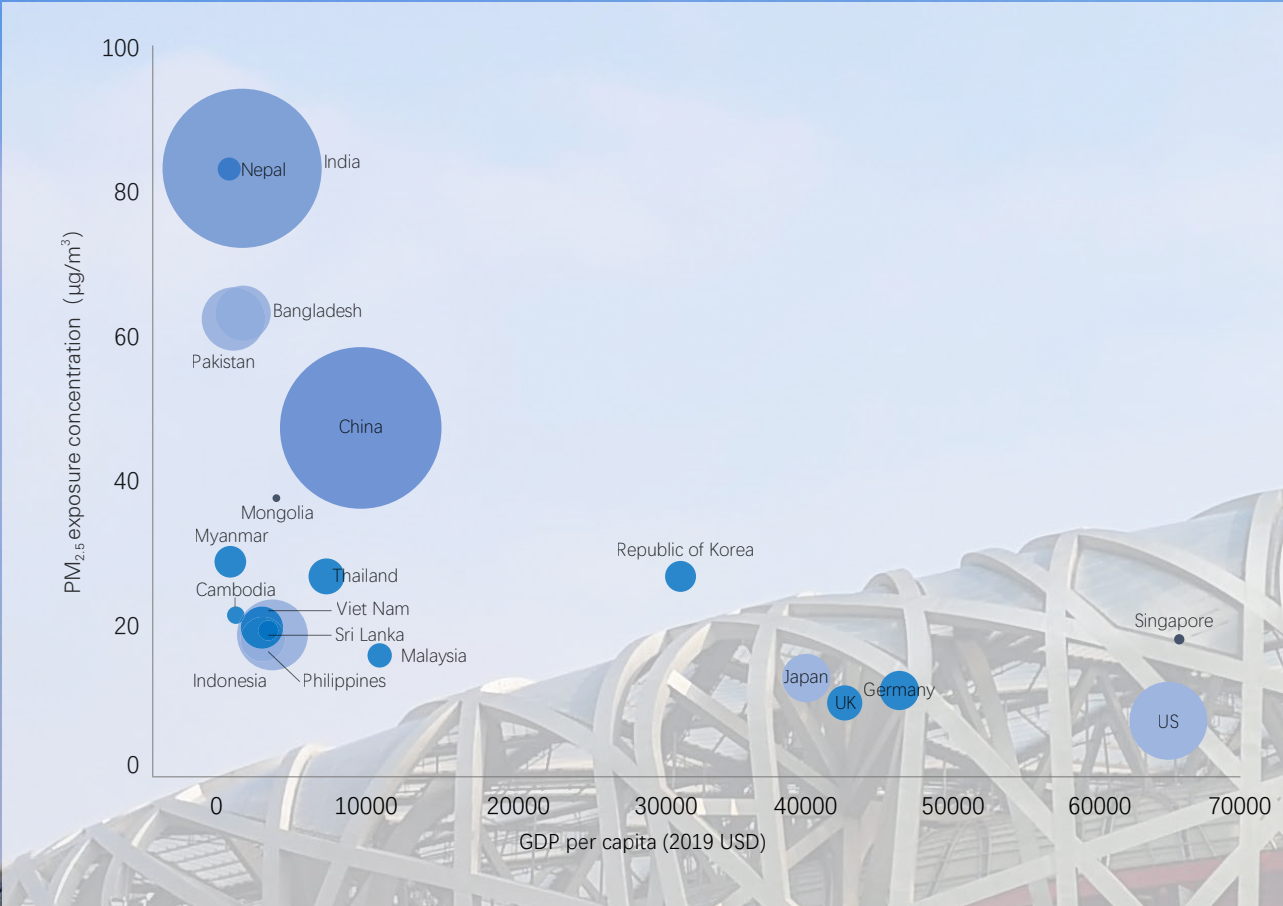 100
India
Nepal
80
PM2.5 exposure concentration (μg/m³)
Bangladesh
60
Pakistan
China
40
Mongolia
Myanmar
Republic of Korea
Thailand
Cambodia
Viet Nam
Singapore
20
Sri Lanka
Malaysia
Japan
Indonesia
Philippines
Germany
UK
US
0
0 10000 20000 30000 40000 50000 60000 70000
GDP per capita (2019 USD)